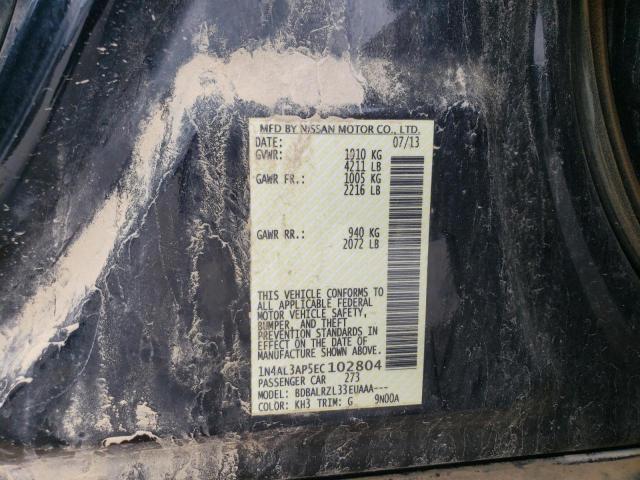 MFD BY NISSAN MOTOR CO., LTD.
DATE: 07/13
GVWR: 1910 KG
4211 LB
GAWR FR.: 1005 KG
2216 LB
GAWR RR.: 940 KG
2072 LB
THIS VEHICLE CONFORMS TO
ALL APPLICABLE FEDERAL
MOTOR VEHICLE SAFETY,
BUMPER, AND THEFT
PREVENTION STANDARDS IN
EFFECT ON THE DATE OF
MANUFACTURE SHOWN ABOVE.
1N4AL3AP5EC102804
PASSENGER CAR 273
MODEL: BDBALRZL33EUAAA---
COLOR: KH3 TRIM: G 9N00A